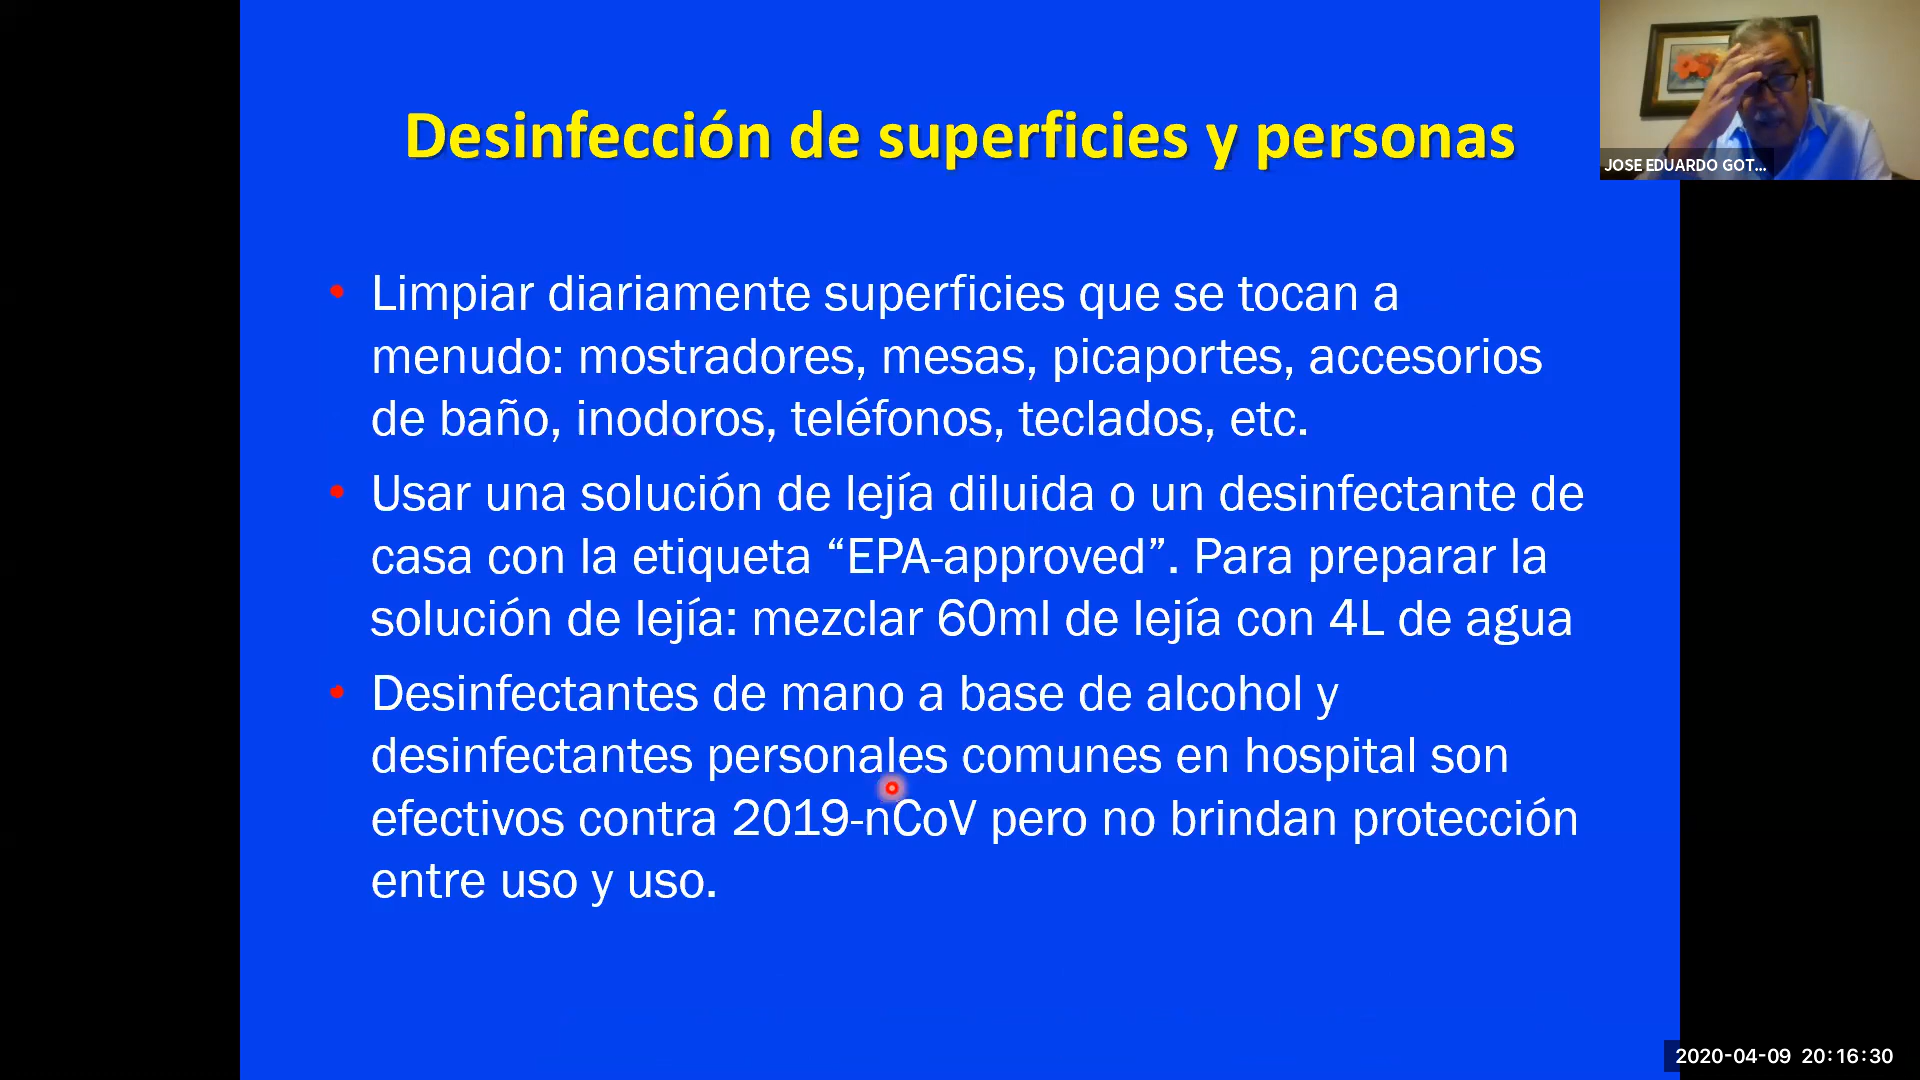 Desinfección de superficies y personas
JOSE EDUARDO GOT...
• Limpiar diariamente superficies que se tocan a
menudo: mostradores, mesas, picaportes, accesorios
de baño, inodoros, teléfonos, teclados, etc.
• Usar una solución de lejía diluida o un desinfectante de
casa con la etiqueta “EPA-approved”. Para preparar la
solución de lejía: mezclar 60ml de lejía con 4L de agua
• Desinfectantes de mano a base de alcohol y
desinfectantes personales comunes en hospital son
efectivos contra 2019-nCoV pero no brindan protección
entre uso y uso.
2020-04-09 20:16:30